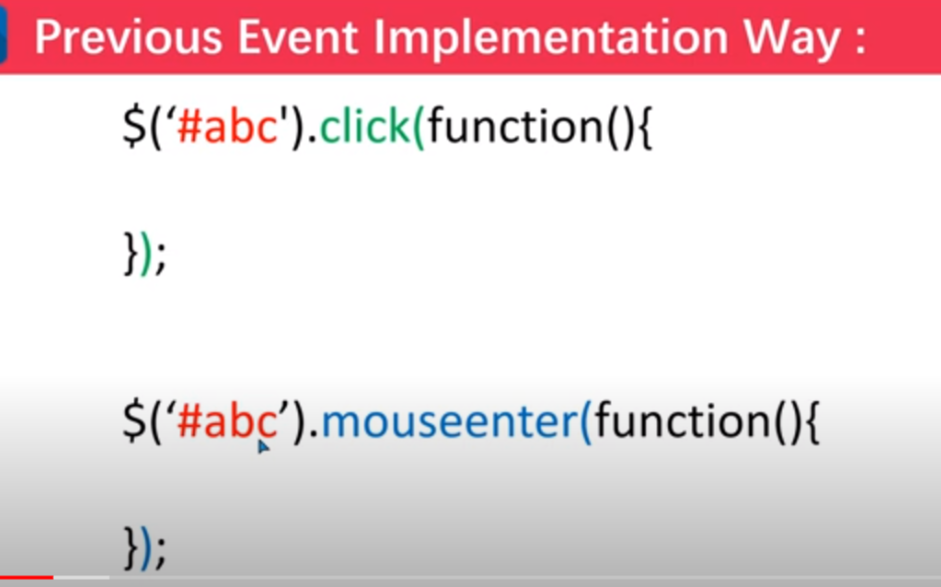 Previous Event Implementation Way :
$(‘#abc').click(function(){
});
$(‘#abc’).mouseenter(function(){
});